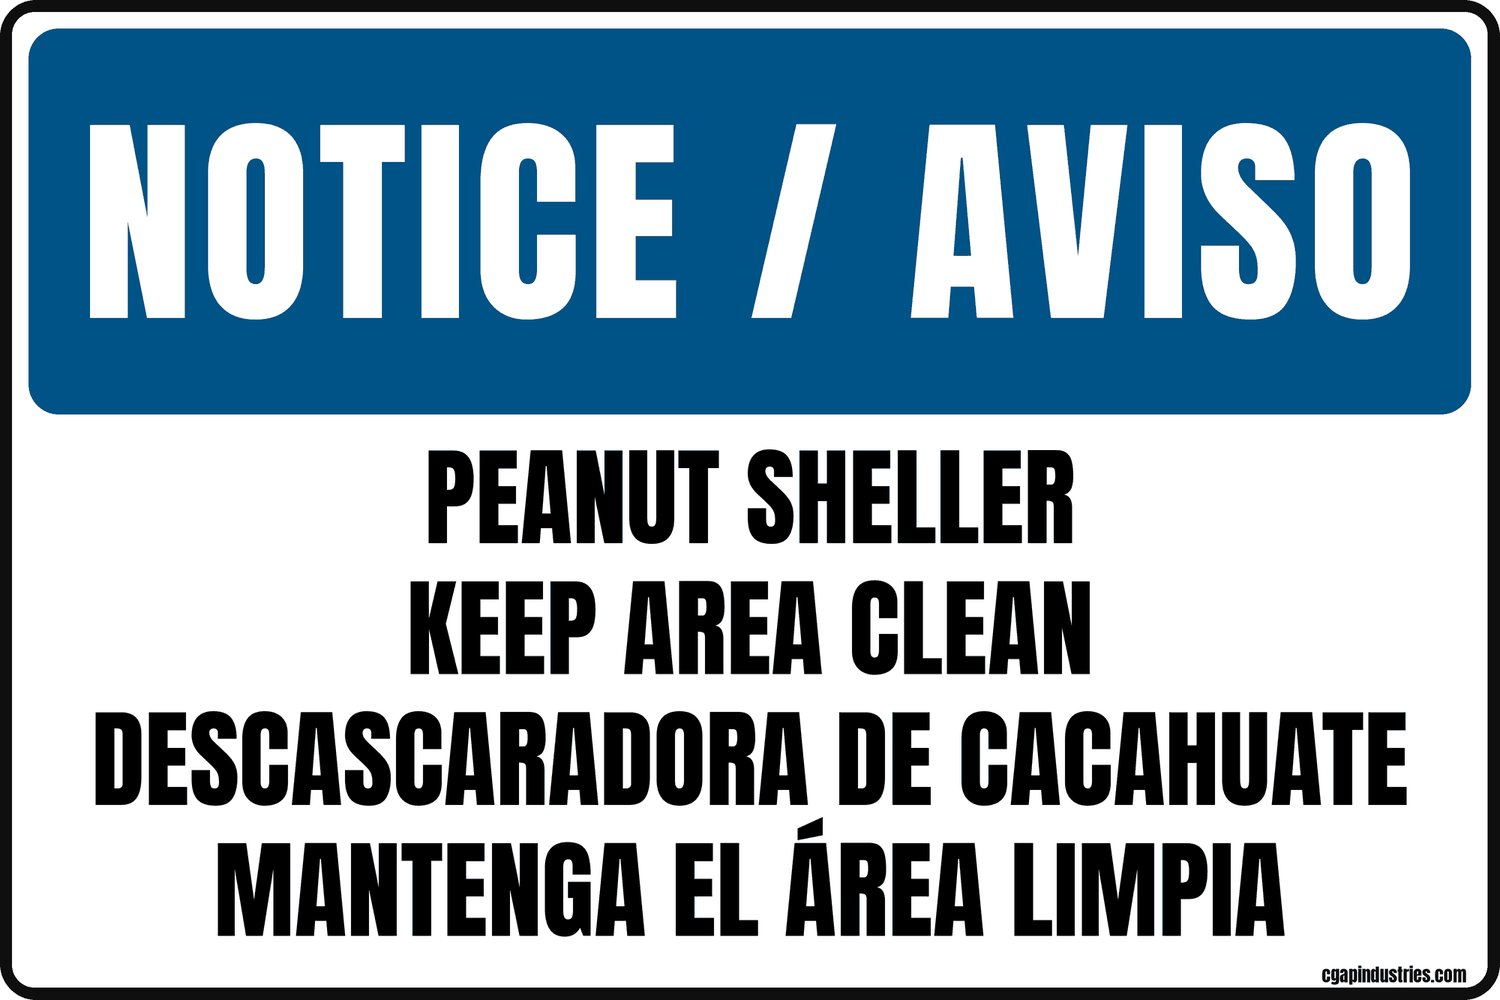 NOTICE / AVISO
PEANUT SHELLER
KEEP AREA CLEAN
DESCASCARADORA DE CACAHUATE
MANTENGA EL ÁREA LIMPIA
cgapindustries.com